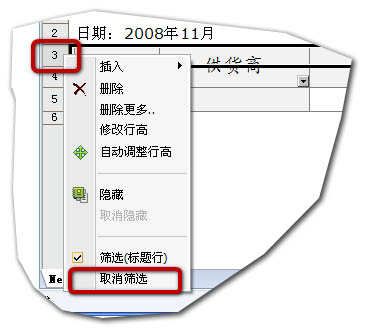 2
日期: 2008年11月
3
供货商
4
5
6
插入
删除
删除更多..
修改行高
自动调整行高
隐藏
取消隐藏
筛选(标题行)
取消筛选
Ne